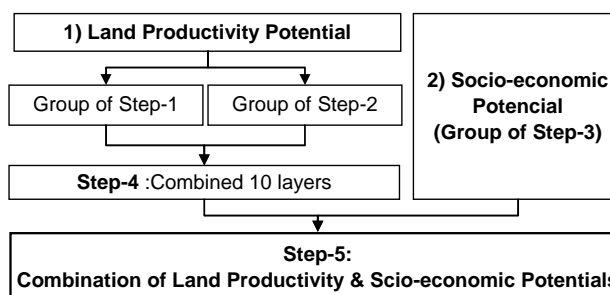 1) Land Productivity Potential
Group of Step-1
Group of Step-2
2) Socio-economic
Potencial
(Group of Step-3)
Step-4 :Combined 10 layers
Step-5:
Combination of Land Productivity & Scio-economic Potentials